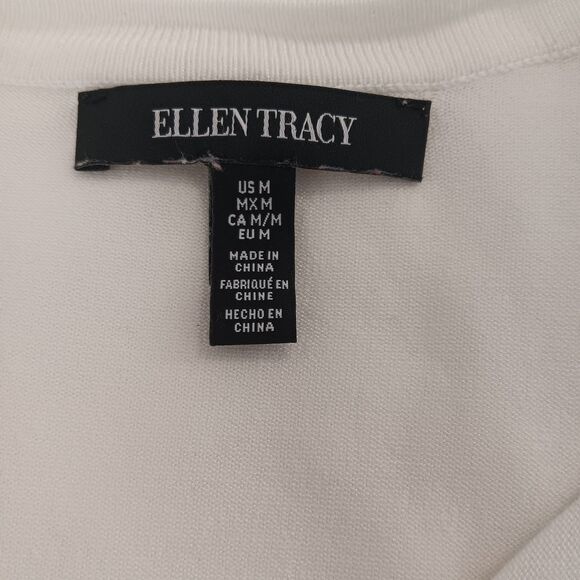 ELLEN TRACY
US M
MX M
CA M/M
EU M
MADE IN
CHINA
FABRIQUÉ EN
CHINE
HECHO EN
CHINA